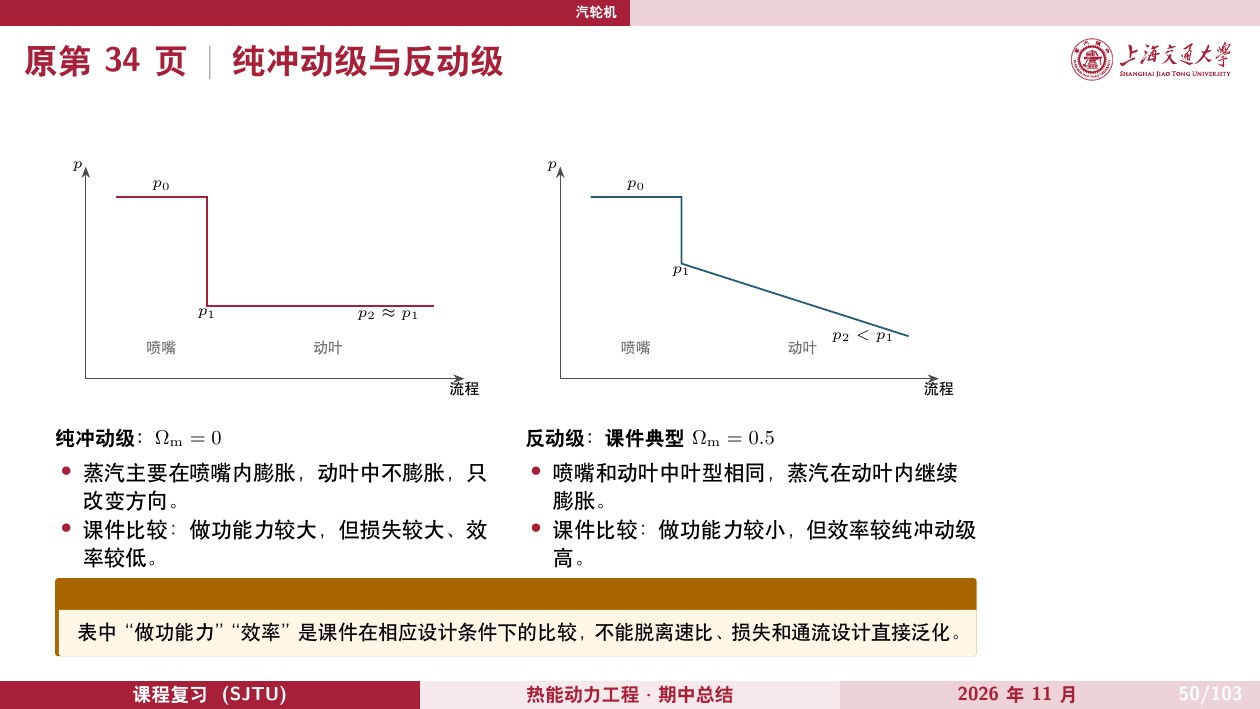 汽轮机
原第 34 页 | 纯冲动级与反动级
上海交通大学
SHANGHAI JIAO TONG UNIVERSITY
p
p₀
p₁
p₂ ≈ p₁
喷嘴
动叶
流程
p
p₀
p₁
p₂ < p₁
喷嘴
动叶
流程
纯冲动级：Ωₘ = 0
• 蒸汽主要在喷嘴内膨胀，动叶中不膨胀，只
改变方向。
• 课件比较：做功能力较大，但损失较大、效
率较低。
反动级：课件典型 Ωₘ = 0.5
• 喷嘴和动叶中叶型相同，蒸汽在动叶内继续
膨胀。
• 课件比较：做功能力较小，但效率较纯冲动级
高。
表中 “做功能力” “效率” 是课件在相应设计条件下的比较，不能脱离速比、损失和通流设计直接泛化。
课程复习 (SJTU)
热能动力工程 · 期中总结
2026 年 11 月
50/103